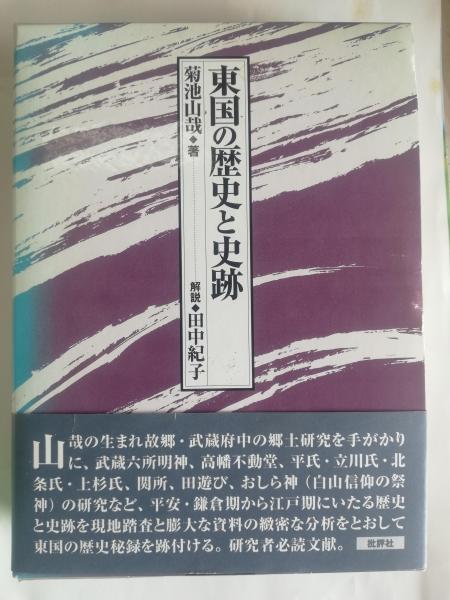 東国の歴史と史跡
菊池山哉◆著
解説◆田中紀子
山哉の生まれ故郷・武蔵府中の郷土研究を手がかり
に、武蔵六所明神、高幡不動堂、平氏・立川氏・北
条氏・上杉氏、関所、田遊び、おしら神（白山信仰の祭
神）の研究など、平安・鎌倉期から江戸期にいたる歴史
と史跡を現地踏査と膨大な資料の緻密な分析をとおして
東国の歴史秘録を跡付ける。研究者必読文献。
批評社